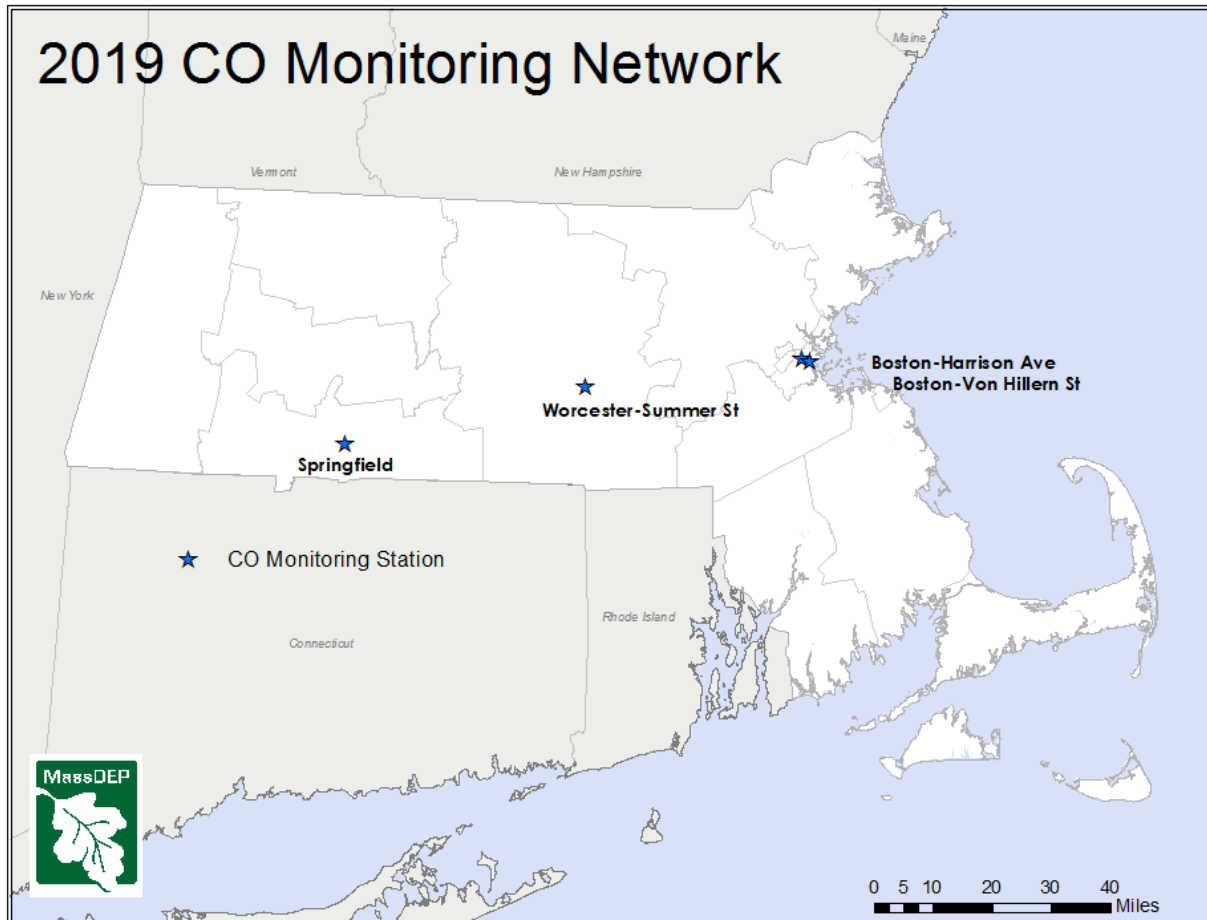 2019 CO Monitoring Network
Maine
Vermont
New Hampshire
New York
Boston-Harrison Ave
Boston-Von Hillern St
Worcester-Summer St
Springfield
CO Monitoring Station
Rhode Island
Connecticut
MassDEP
0 5 10 20 30 40
Miles